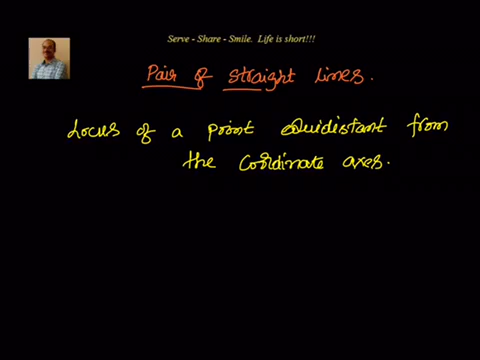 Serve - Share - Smile. Life is short!!!
Pair of straight lines.
Locus of a point equidistant from
the coordinate axes.